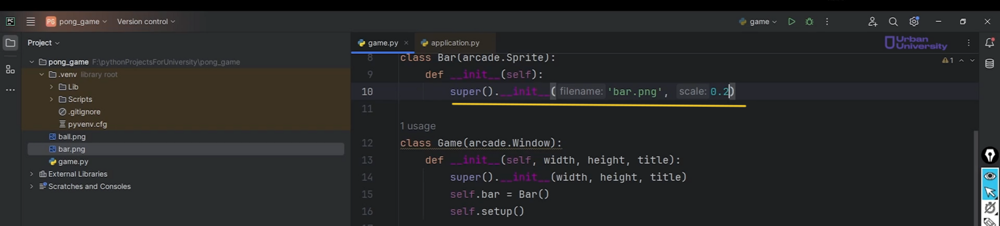 PC
PG pong_game
Version control
game
Project
game.py
application.py
Urban
University
pong_game F:\pythonProjectsForUniversity\pong_game
.venv library root
Lib
Scripts
.gitignore
pyvenv.cfg
ball.png
bar.png
game.py
External Libraries
Scratches and Consoles
8 class Bar(arcade.Sprite):
1
9 def __init__(self):
10 super().__init__( filename: 'bar.png', scale: 0.2)
11
1 usage
12 class Game(arcade.Window):
13 def __init__(self, width, height, title):
14 super().__init__(width, height, title)
15 self.bar = Bar()
16 self.setup()